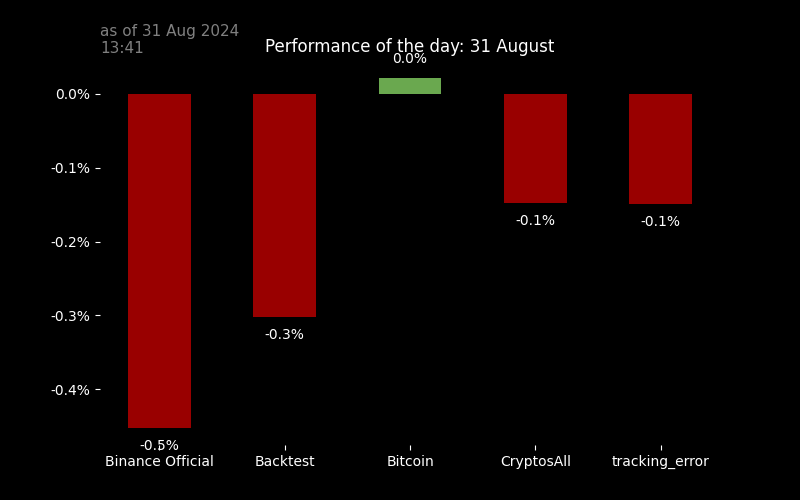 as of 31 Aug 2024
13:41
Performance of the day: 31 August
0.0%
0.0%
-0.1%
-0.2%
-0.3%
-0.4%
-0.1%
-0.1%
-0.3%
-0.5%
Binance Official
Backtest
Bitcoin
CryptosAll
tracking_error